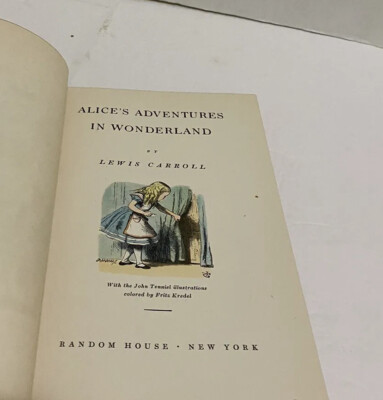 ALICE'S ADVENTURES
IN WONDERLAND
BY
LEWIS CARROLL
With the John Tenniel illustrations
colored by Fritz Kredel
RANDOM HOUSE · NEW YORK